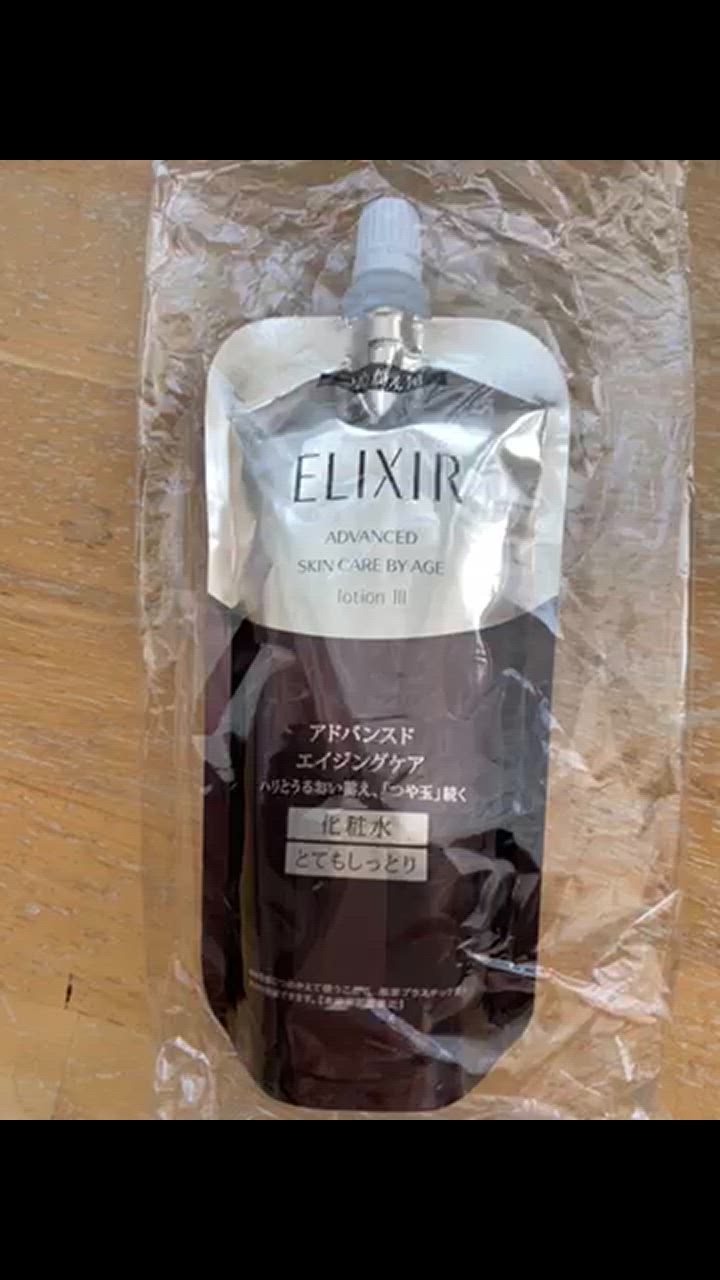 ELIXIR
ADVANCED
SKIN CARE BY AGE
lotion III
アドバンスド
エイジングケア
ハリとうるおい蓄え、「つや玉」続く
化粧水
とてもしっとり